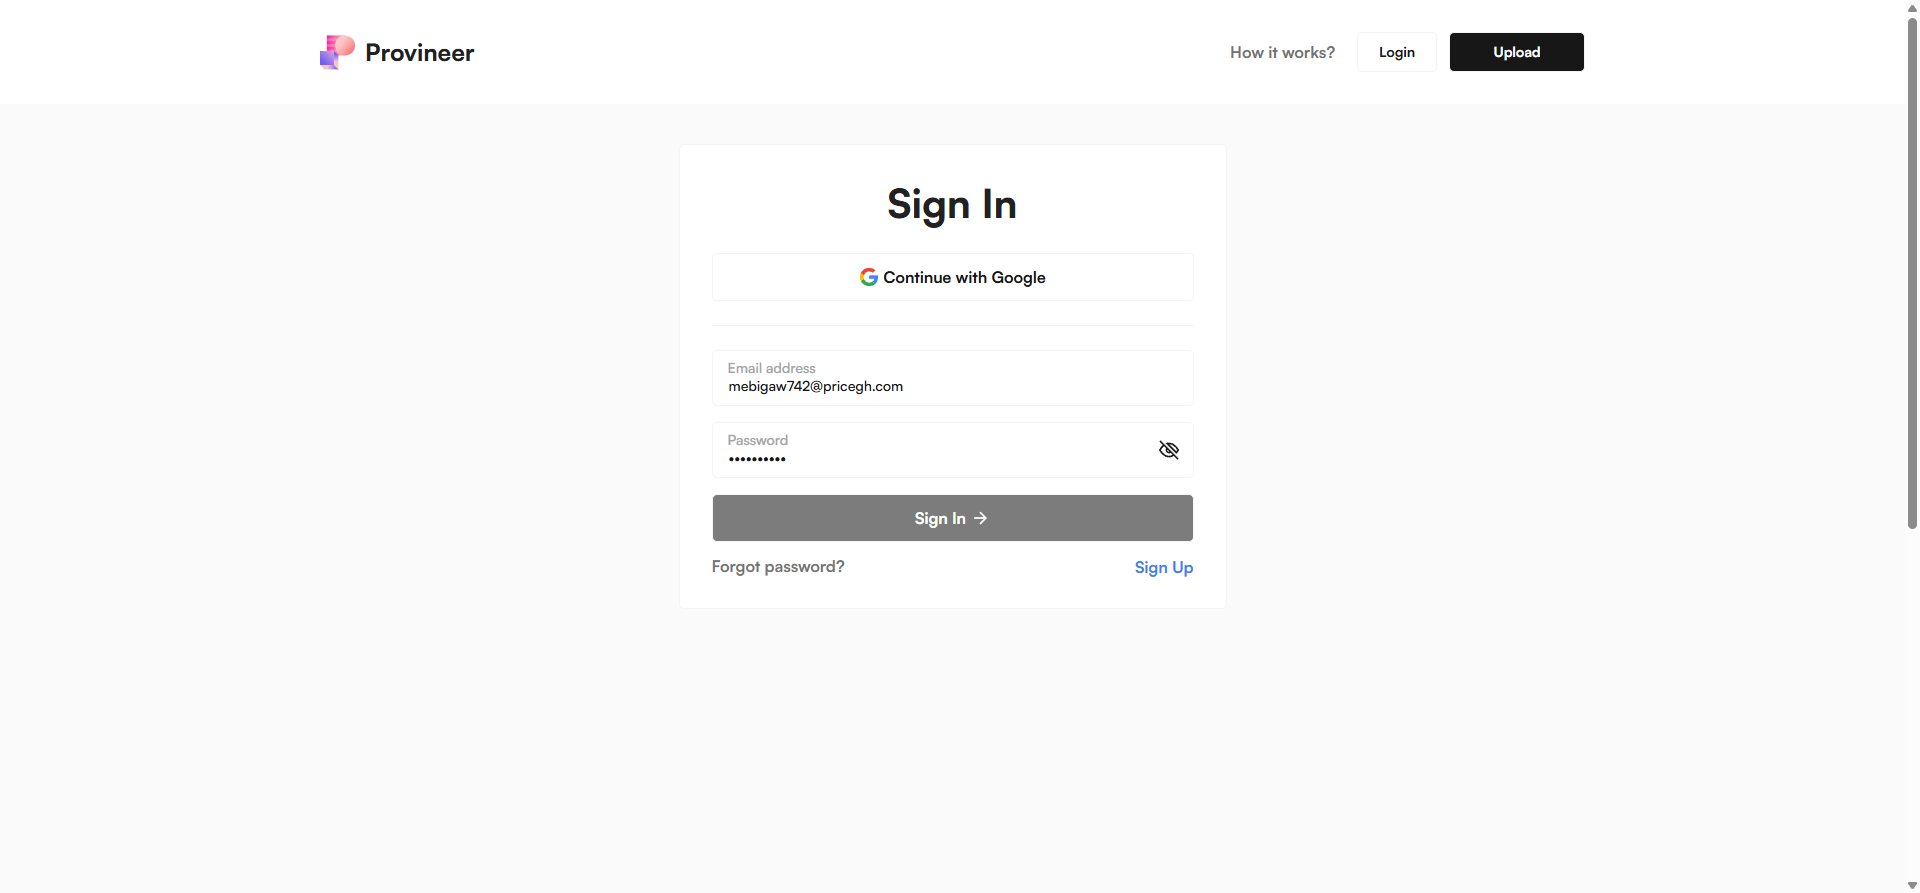 Provineer
How it works?
Login
Upload
Sign In
Continue with Google
Email address
mebigaw742@pricegh.com
Password
••••••••••
Sign In →
Forgot password?
Sign Up